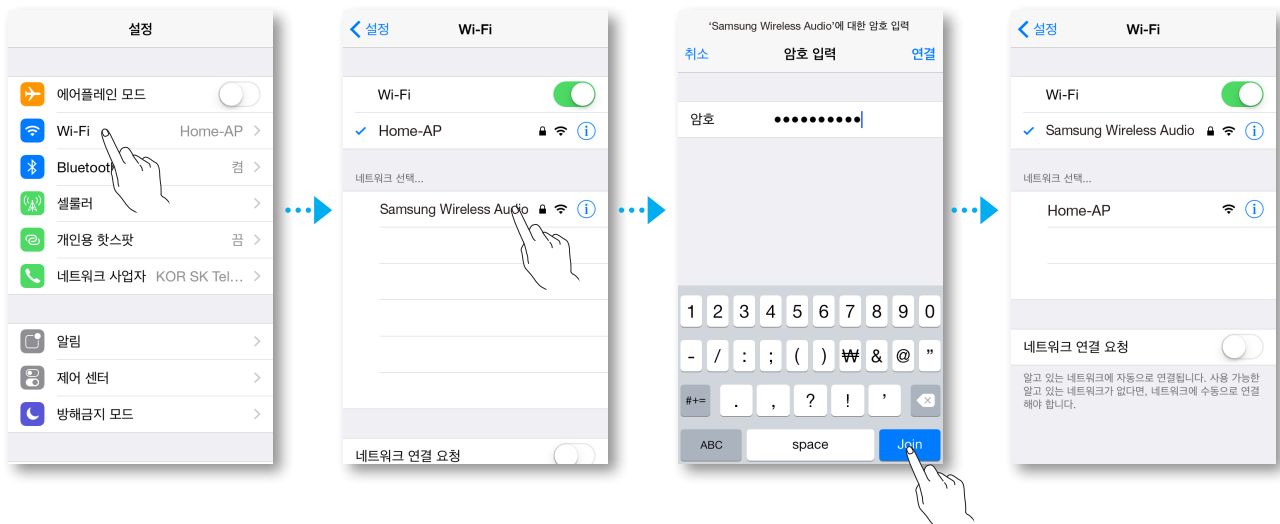 설정
에어플레인 모드
Wi-Fi Home-AP
Bluetooth 켬
셀룰러
개인용 핫스팟 끔
네트워크 사업자 KOR SK Tel...
알림
제어 센터
방해금지 모드
설정 Wi-Fi
Wi-Fi
Home-AP
네트워크 선택...
Samsung Wireless Audio
네트워크 연결 요청
‘Samsung Wireless Audio’에 대한 암호 입력
취소 암호 입력 연결
암호 ••••••••••
1 2 3 4 5 6 7 8 9 0
- / : ; ( ) ₩ & @ ”
#+= . , ? ! ’
ABC space Join
설정 Wi-Fi
Wi-Fi
Samsung Wireless Audio
네트워크 선택...
Home-AP
네트워크 연결 요청
알고 있는 네트워크에 자동으로 연결됩니다. 사용 가능한
알고 있는 네트워크가 없다면, 네트워크에 수동으로 연결
해야 합니다.